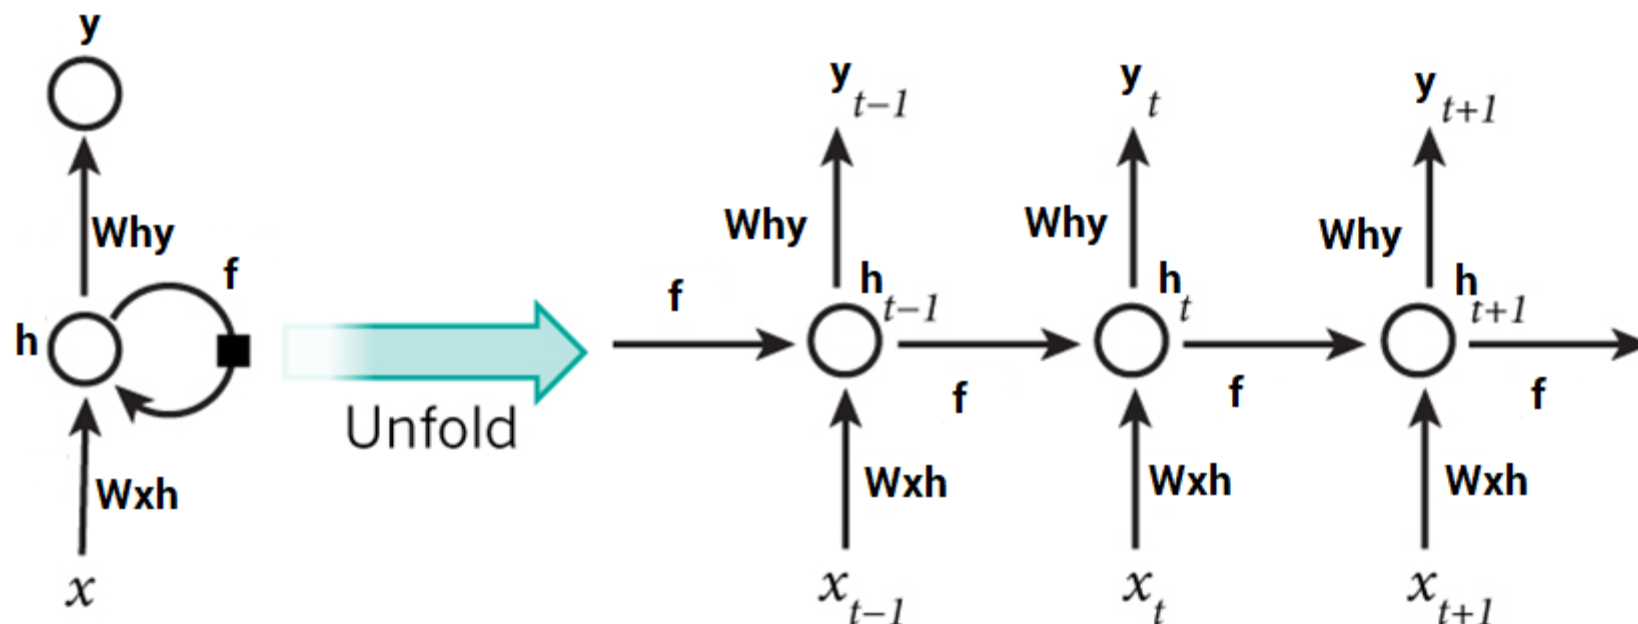 y
Why
f
h
Wxh
x
Unfold
y t−1
y t
y t+1
Why
Why
Why
f
h t−1
h t
h t+1
f
f
f
Wxh
Wxh
Wxh
x t−1
x t
x t+1